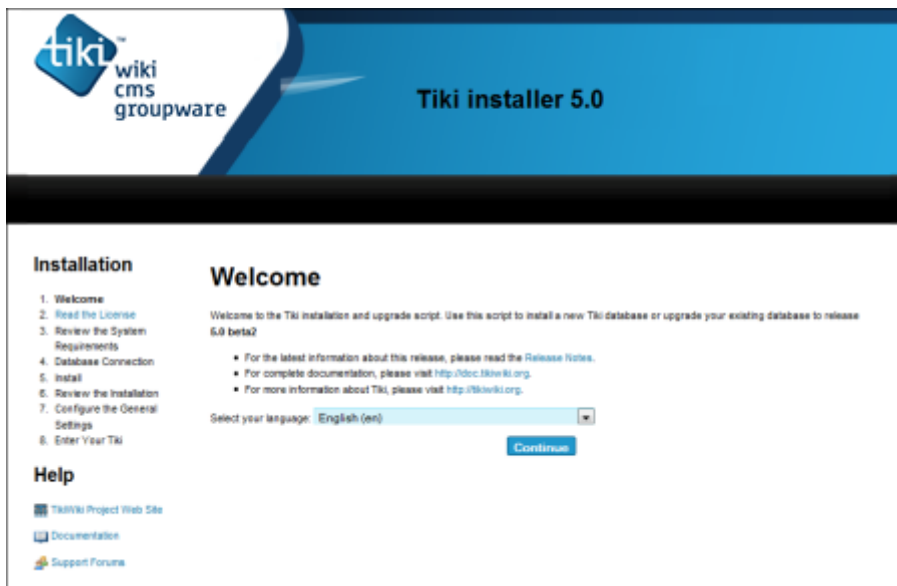 tiki™
wiki
cms
groupware
Tiki installer 5.0
Installation
1. Welcome
2. Read the License
3. Review the System
Requirements
4. Database Connection
5. Install
6. Review the Installation
7. Configure the General
Settings
8. Enter Your Tiki
Help
TikiWiki Project Web Site
Documentation
Support Forums
Welcome
Welcome to the Tiki installation and upgrade script. Use this script to install a new Tiki database or upgrade your existing database to release
5.0 beta2
For the latest information about this release, please read the Release Notes.
For complete documentation, please visit http://doc.tikiwiki.org.
For more information about Tiki, please visit http://tikiwiki.org.
Select your language: English (en)
Continue